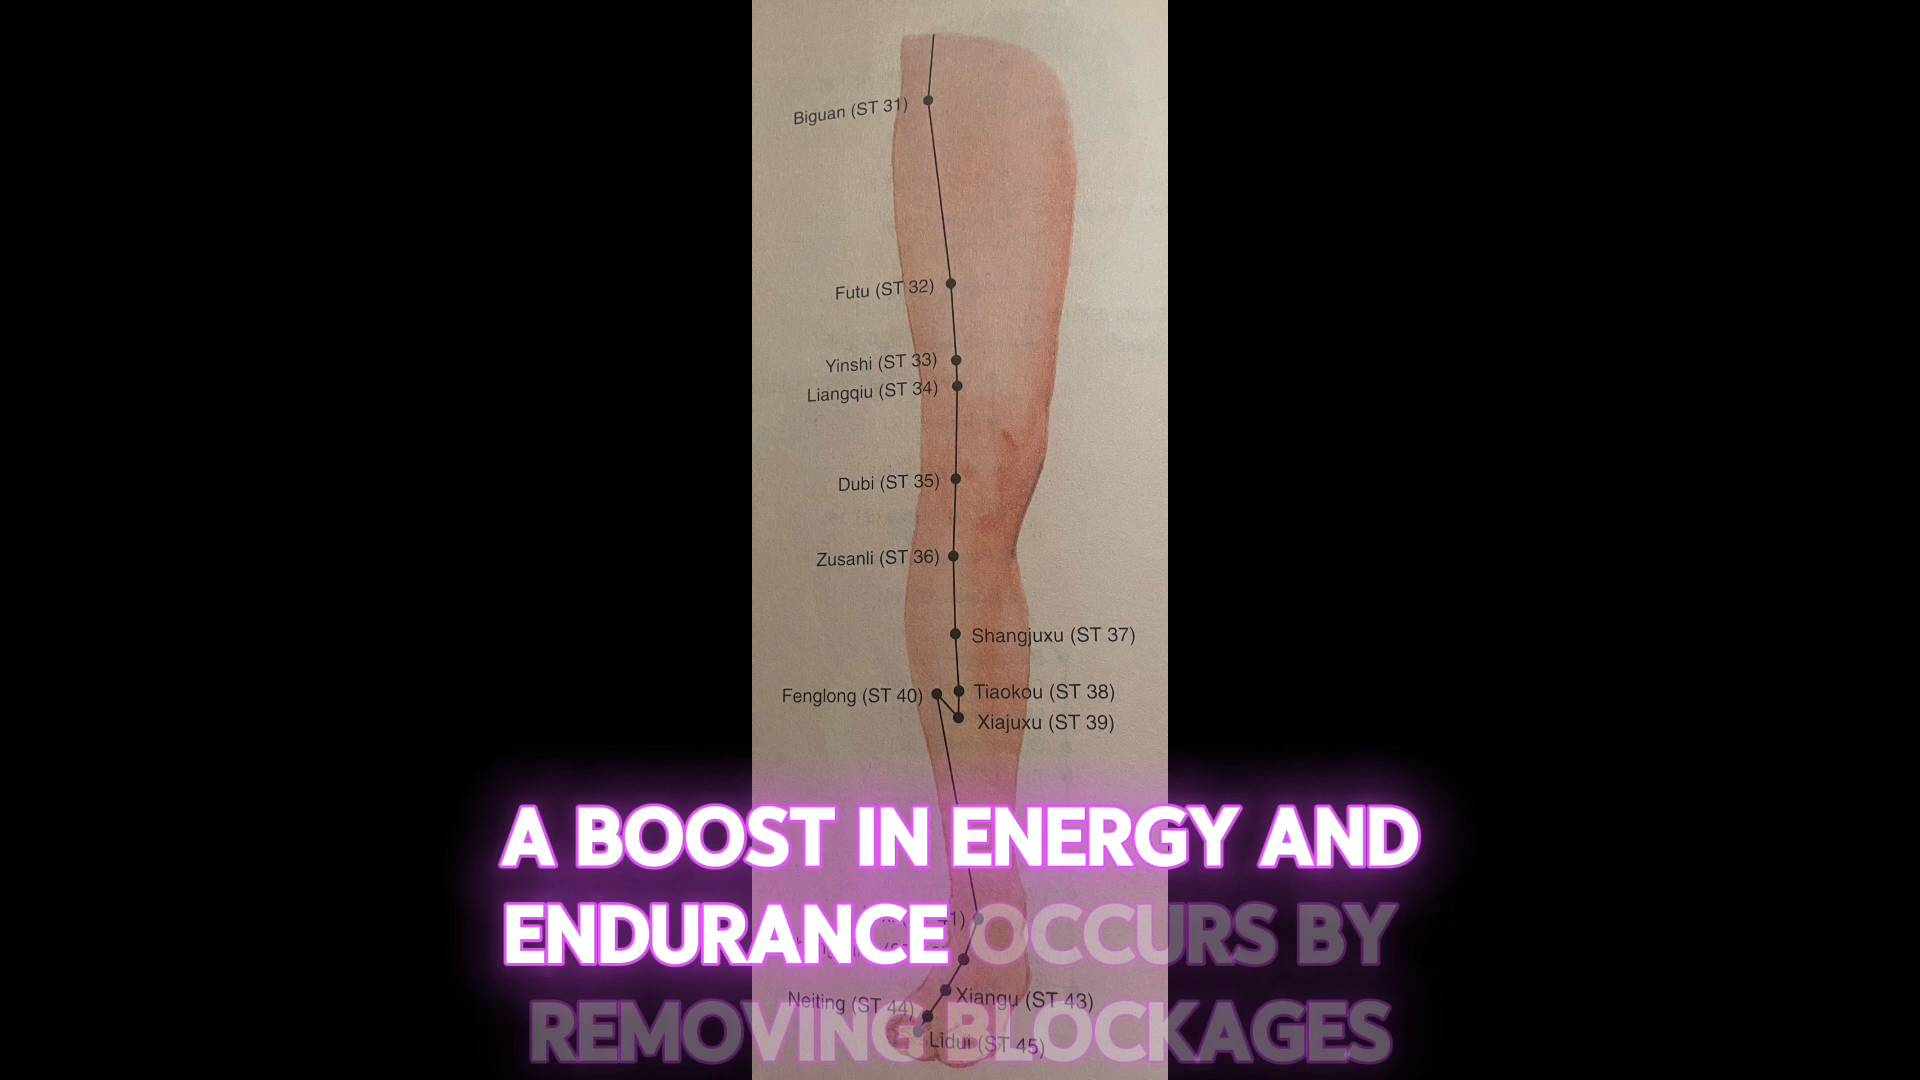 Biguan (ST 31)
Futu (ST 32)
Yinshi (ST 33)
Liangqiu (ST 34)
Dubi (ST 35)
Zusanli (ST 36)
Shangjuxu (ST 37)
Fenglong (ST 40)
Tiaokou (ST 38)
Xiajuxu (ST 39)
A BOOST IN ENERGY AND
ENDURANCE OCCURS BY
Neiting (ST 44)
Xiangu (ST 43)
REMOVING BLOCKAGES
Lidui (ST 45)